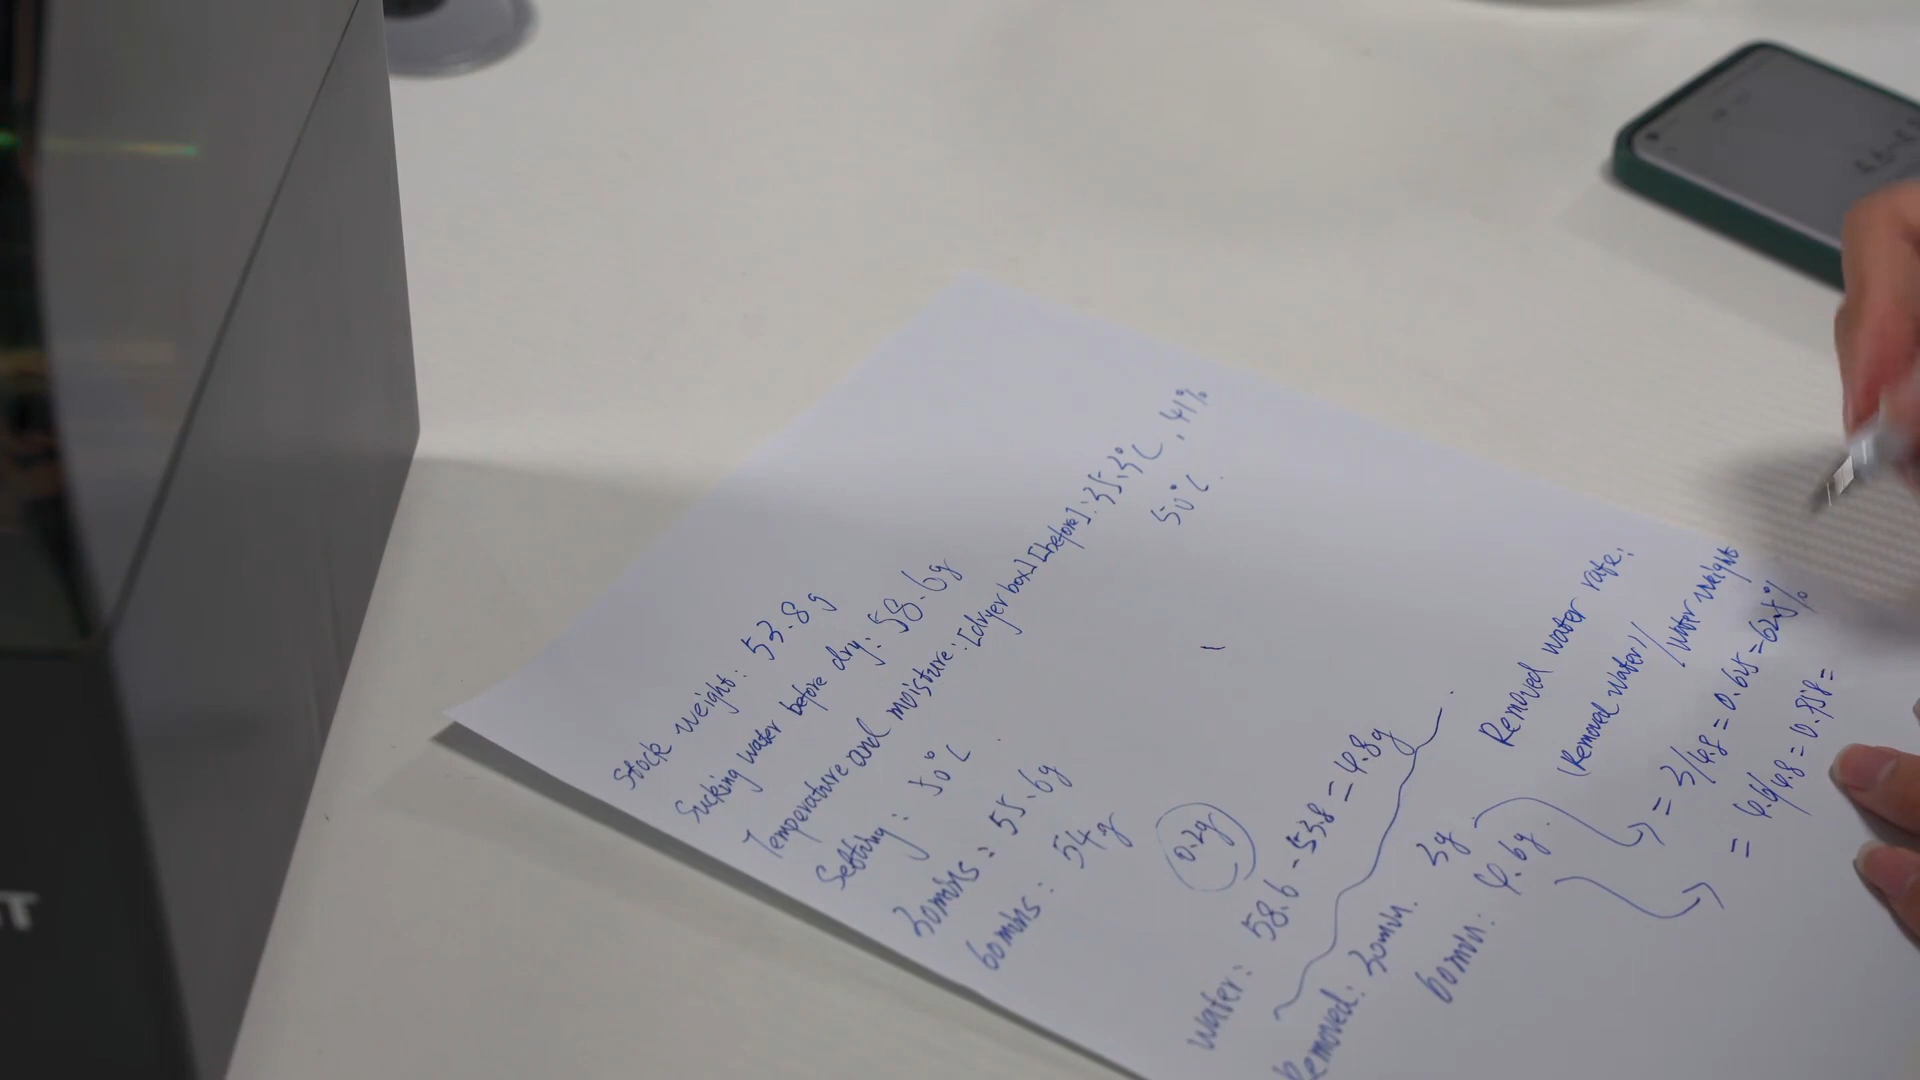 Stock weight: 53.8g
Sucking water before dry: 58.6g
Temperature and moisture: [dryer box] [before]: 35.3°C, 41%
50°C.
Setting: 50°C
30mins: 55.6g
60mins: 54g
0.2g
water: 58.6-53.8=4.8g
Removed: 30min. 3g
60min: 4.6g.
Removed water rate:
(Removed water)/water weight
= 3/4.8=0.625=62.5%
= 4.6/4.8=0.958=
T